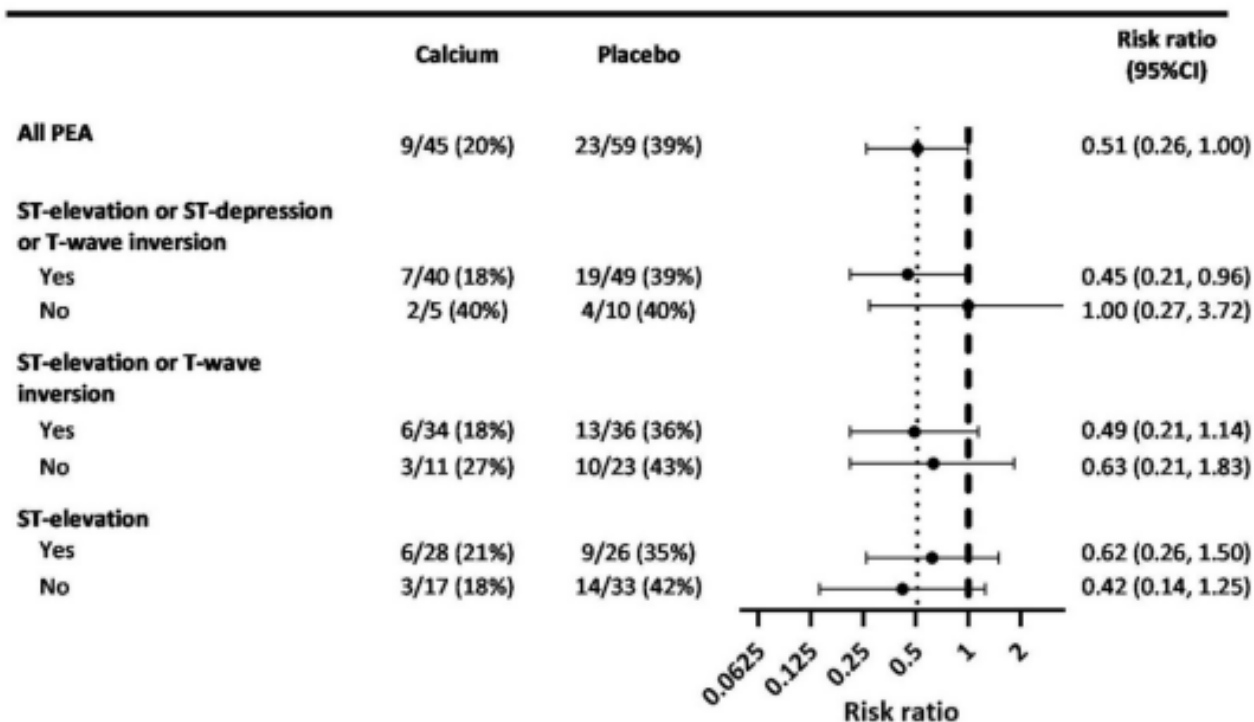 Calcium Placebo Risk ratio
(95%CI)
All PEA 9/45 (20%) 23/59 (39%) 0.51 (0.26, 1.00)
ST-elevation or ST-depression
or T-wave inversion
Yes 7/40 (18%) 19/49 (39%) 0.45 (0.21, 0.96)
No 2/5 (40%) 4/10 (40%) 1.00 (0.27, 3.72)
ST-elevation or T-wave
inversion
Yes 6/34 (18%) 13/36 (36%) 0.49 (0.21, 1.14)
No 3/11 (27%) 10/23 (43%) 0.63 (0.21, 1.83)
ST-elevation
Yes 6/28 (21%) 9/26 (35%) 0.62 (0.26, 1.50)
No 3/17 (18%) 14/33 (42%) 0.42 (0.14, 1.25)
0.0625 0.125 0.25 0.5 1 2
Risk ratio